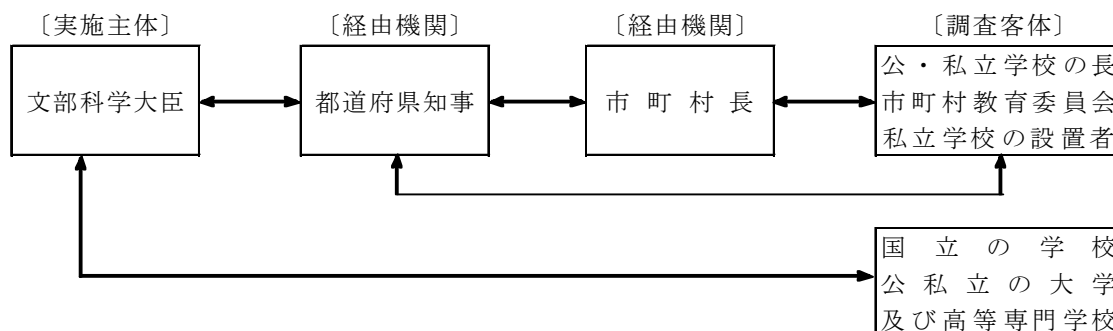 〔実施主体〕
〔経由機関〕
〔経由機関〕
〔調査客体〕
文部科学大臣
都道府県知事
市町村長
公・私立学校の長
市町村教育委員会
私立学校の設置者
国立の学校
公私立の大学
及び高等専門学校